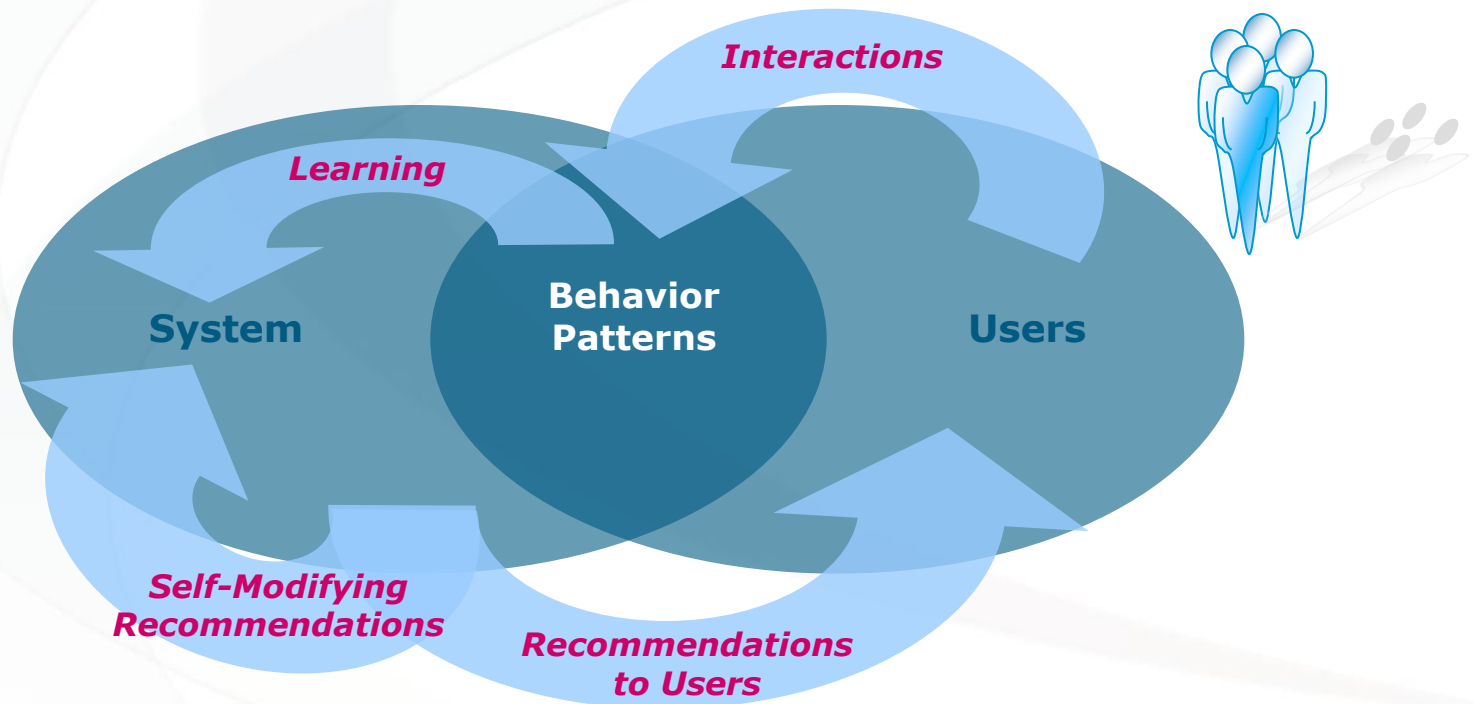 Interactions
Learning
Behavior
Patterns
System
Users
Self-Modifying
Recommendations
Recommendations
to Users